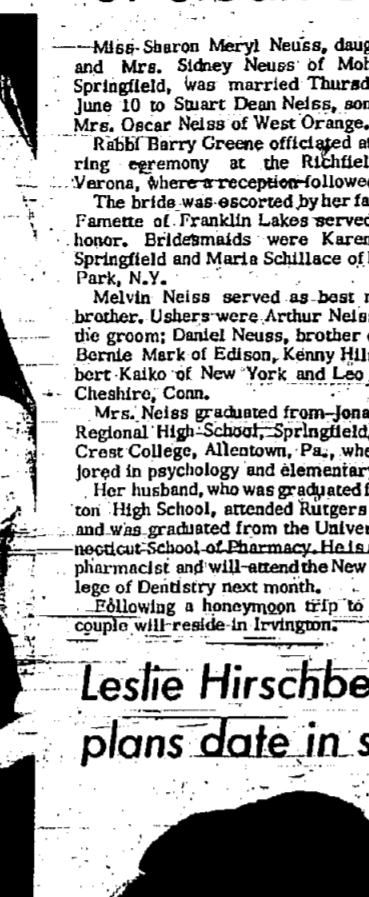 Miss Sharon Meryl Neuss, daug
and Mrs. Sidney Neuss of Mo
Springfield, was married Thursd
June 10 to Stuart Dean Neiss, son
Mrs. Oscar Neiss of West Orange.
Rabbi Barry Greene officiated a
ring ceremony at the Richfiel
Verona, where a reception followe
The bride was escorted by her fa
Famette of Franklin Lakes served
honor. Bridesmaids were Karen
Springfield and Maria Schillace of
Park, N.Y.
Melvin Neiss served as best
brother. Ushers were Arthur Neis
die groom; Daniel Neuss, brother
Bernie Mark of Edison, Kenny Hil
bert Kaiko of New York and Leo
Cheshire, Conn.
Mrs. Neiss graduated from Jona
Regional High School, Springfield,
Crest College, Allentown, Pa., whe
jored in psychology and elementar
Her husband, who was graduated f
ton High School, attended Rutgers
and was graduated from the Univer
necticut School of Pharmacy. He is
pharmacist and will attend the New
lege of Dentistry next month.
Following a honeymoon trip to
couple will reside in Irvington.
Leslie Hirschbe
plans date in s